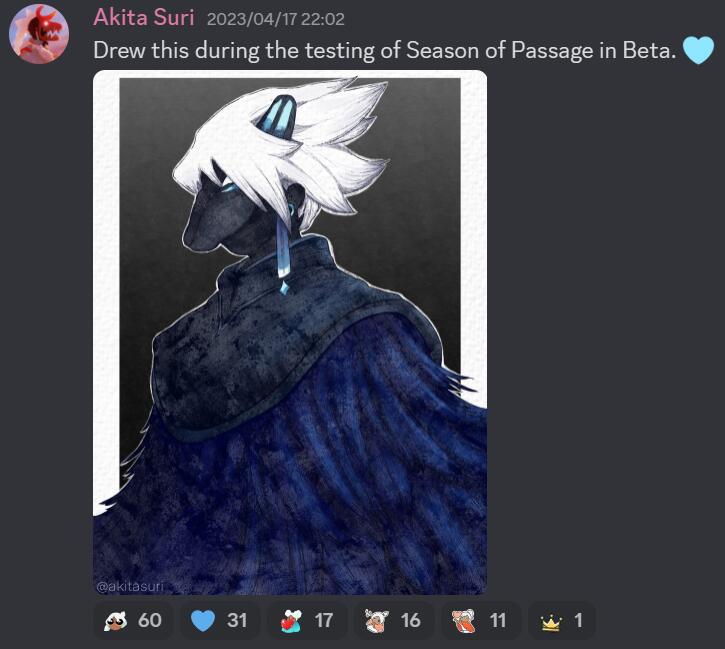 Akita Suri 2023/04/17 22:02
Drew this during the testing of Season of Passage in Beta.
@akitasuri
60 31 17 16 11 1